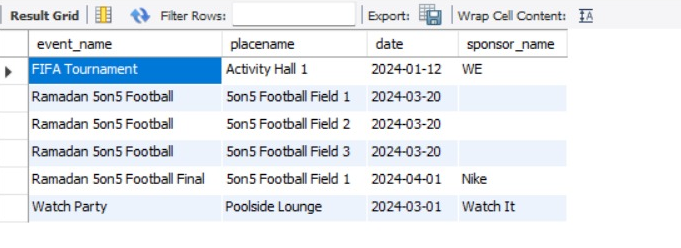 Result Grid Filter Rows: Export: Wrap Cell Content: IA
event_name placename date sponsor_name
FIFA Tournament Activity Hall 1 2024-01-12 WE
Ramadan 5on5 Football 5on5 Football Field 1 2024-03-20
Ramadan 5on5 Football 5on5 Football Field 2 2024-03-20
Ramadan 5on5 Football 5on5 Football Field 3 2024-03-20
Ramadan 5on5 Football Final 5on5 Football Field 1 2024-04-01 Nike
Watch Party Poolside Lounge 2024-03-01 Watch It